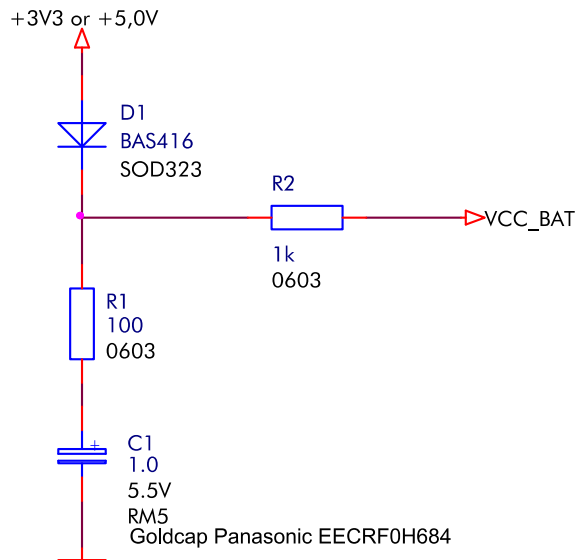 +3V3 or +5,0V
D1
BAS416
SOD323
R2
VCC_BAT
1k
0603
R1
100
0603
+
C1
1.0
5.5V
RM5
Goldcap Panasonic EECRF0H684